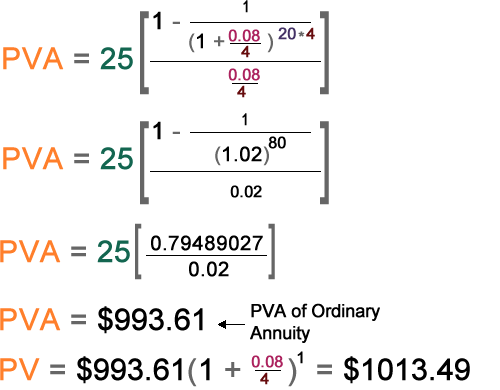 PVA = 25[(1 - 1/(1 + 0.08/4)^20*4)/(0.08/4)]
PVA = 25[(1 - 1/(1.02)^80)/0.02]
PVA = 25[0.79489027/0.02]
PVA = $993.61 ← PVA of Ordinary
Annuity
PV = $993.61(1 + 0.08/4)^1 = $1013.49